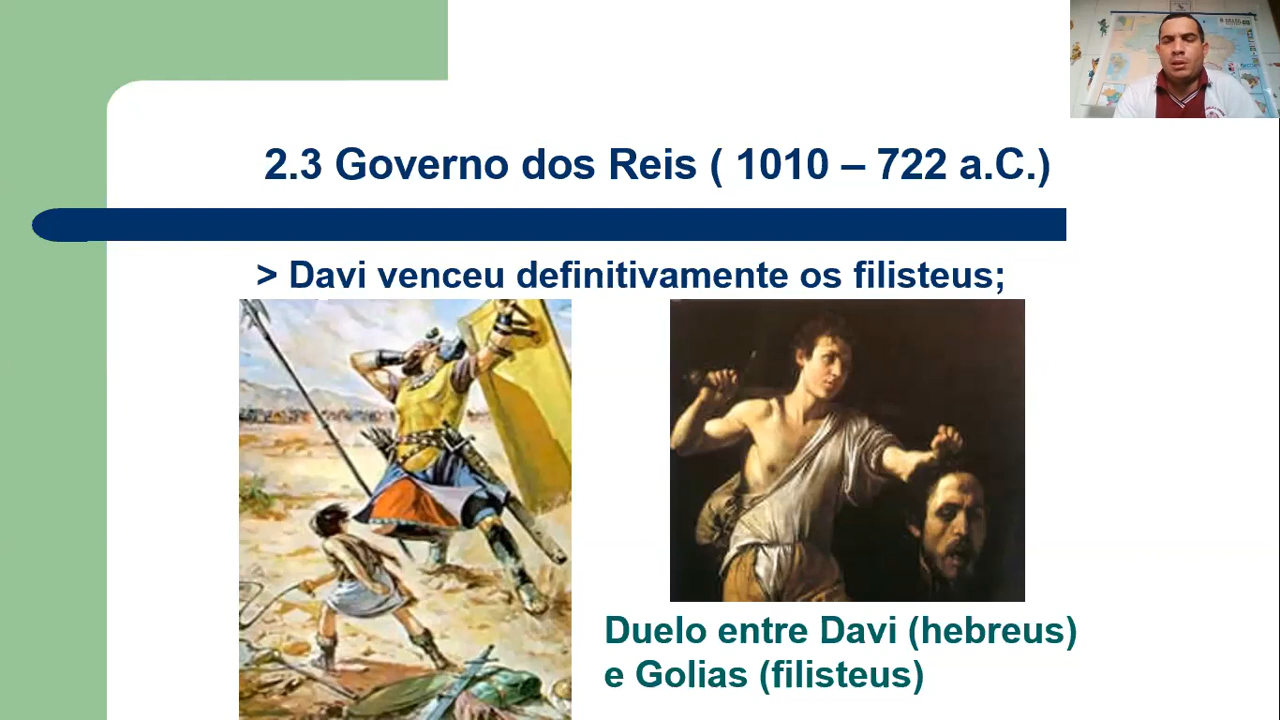 2.3 Governo dos Reis ( 1010 – 722 a.C.)
> Davi venceu definitivamente os filisteus;
Duelo entre Davi (hebreus)
e Golias (filisteus)